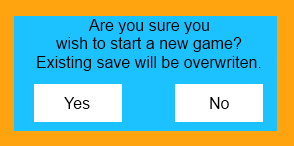 Are you sure you
wish to start a new game?
Existing save will be overwriten.
Yes No